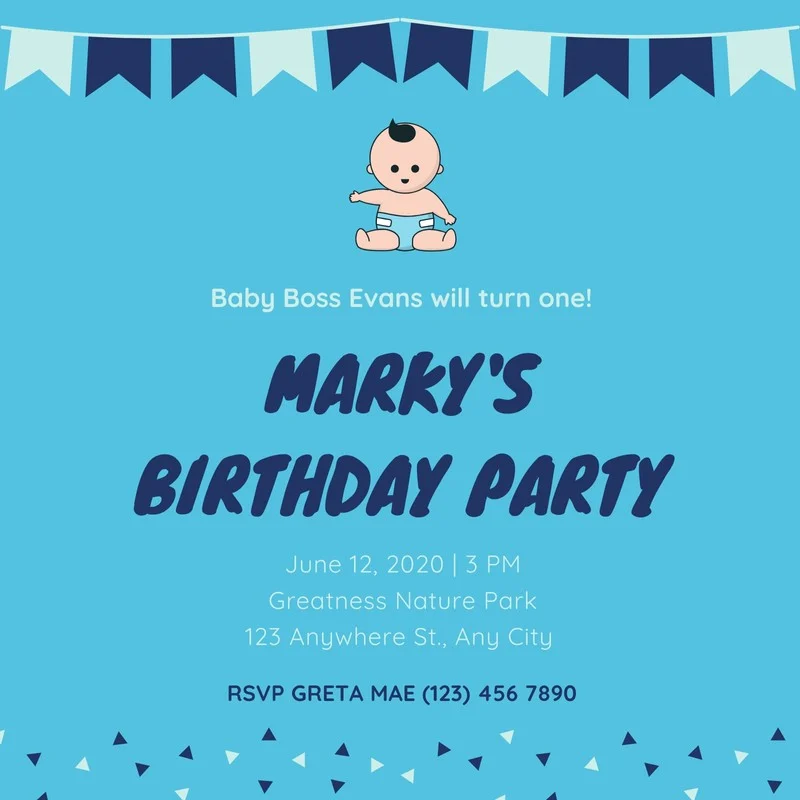 Baby Boss Evans will turn one!
MARKY'S
BIRTHDAY PARTY
June 12, 2020 | 3 PM
Greatness Nature Park
123 Anywhere St., Any City
RSVP GRETA MAE (123) 456 7890